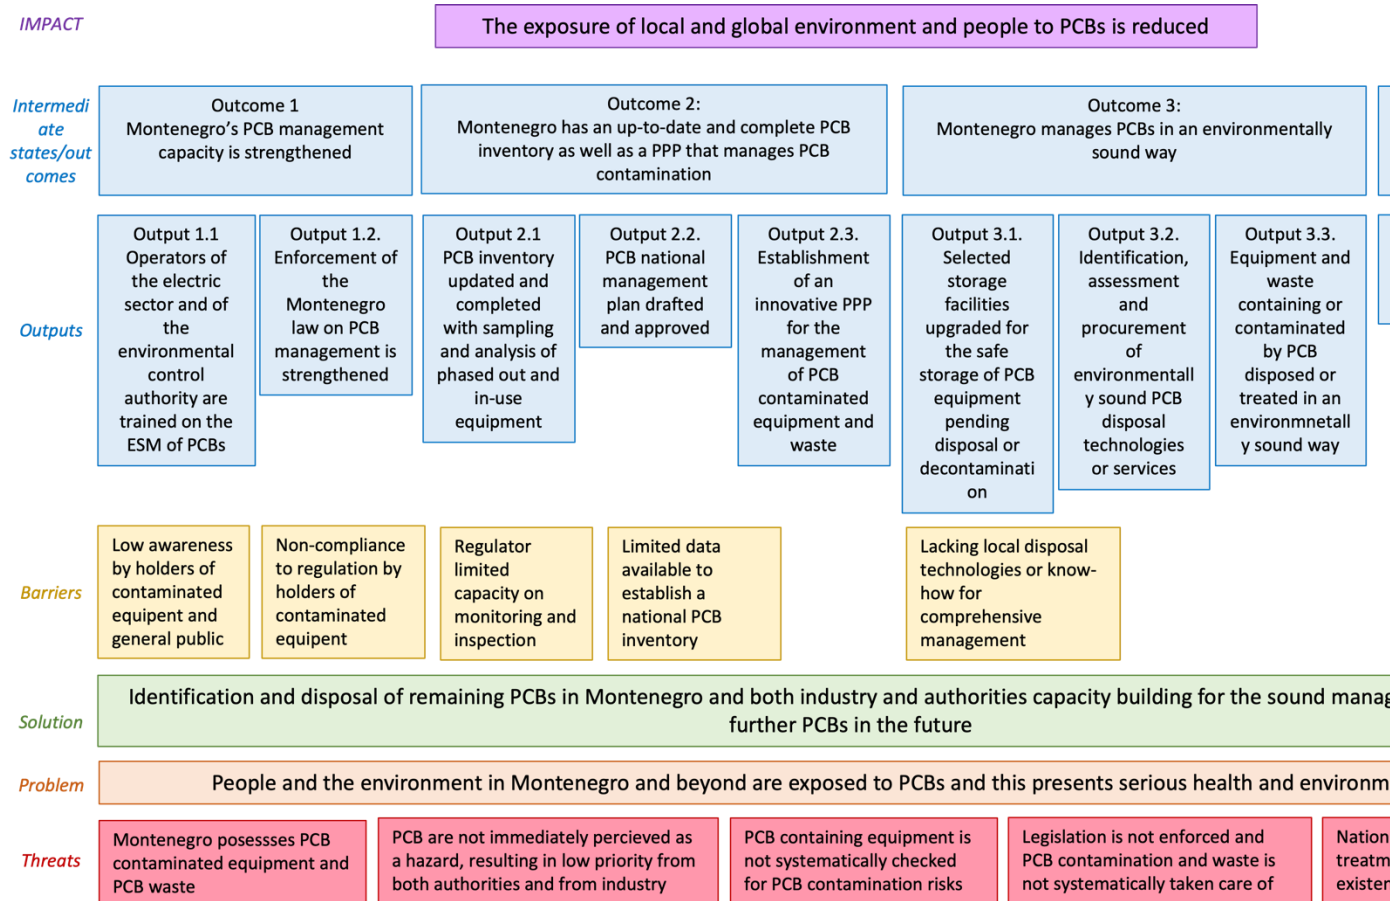 IMPACT
The exposure of local and global environment and people to PCBs is reduced
Intermedi
ate
states/out
comes
Outcome 1
Montenegro's PCB management
capacity is strengthened
Outcome 2:
Montenegro has an up-to-date and complete PCB
inventory as well as a PPP that manages PCB
contamination
Outcome 3:
Montenegro manages PCBs in an environmentally
sound way
Outputs
Output 1.1
Operators of
the electric
sector and of
the
environmental
control
authority are
trained on the
ESM of PCBs
Output 1.2.
Enforcement of
the
Montenegro
law on PCB
management is
strengthened
Output 2.1
PCB inventory
updated and
completed
with sampling
and analysis of
phased out and
in-use
equipment
Output 2.2.
PCB national
management
plan drafted
and approved
Output 2.3.
Establishment
of an
innovative PPP
for the
management
of PCB
contaminated
equipment and
waste
Output 3.1.
Selected
storage
facilities
upgraded for
the safe
storage of PCB
equipment
pending
disposal or
decontaminati
on
Output 3.2.
Identification,
assessment
and
procurement
of
environmentall
y sound PCB
disposal
technologies
or services
Output 3.3.
Equipment and
waste
containing or
contaminated
by PCB
disposed or
treated in an
environmnetall
y sound way
Barriers
Low awareness
by holders of
contaminated
equipent and
general public
Non-compliance
to regulation by
holders of
contaminated
equipent
Regulator
limited
capacity on
monitoring and
inspection
Limited data
available to
establish a
national PCB
inventory
Lacking local disposal
technologies or know-
how for
comprehensive
management
Solution
Identification and disposal of remaining PCBs in Montenegro and both industry and authorities capacity building for the sound manag
further PCBs in the future
Problem
People and the environment in Montenegro and beyond are exposed to PCBs and this presents serious health and environm
Threats
Montenegro posessses PCB
contaminated equipment and
PCB waste
PCB are not immediately percieved as
a hazard, resulting in low priority from
both authorities and from industry
PCB containing equipment is
not systematically checked
for PCB contamination risks
Legislation is not enforced and
PCB contamination and waste is
not systematically taken care of
Nation
treatm
existen